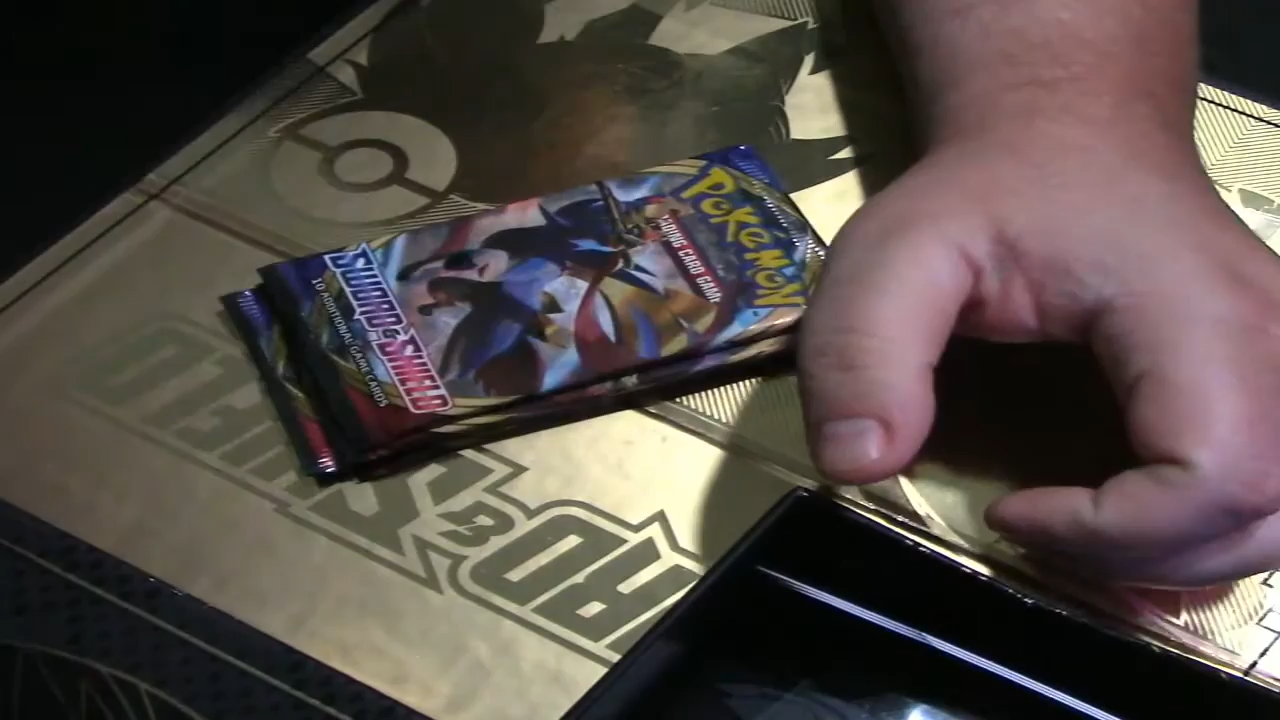 POKÉMON
TRADING CARD GAME
SWORD & SHIELD
10 ADDITIONAL GAME CARDS